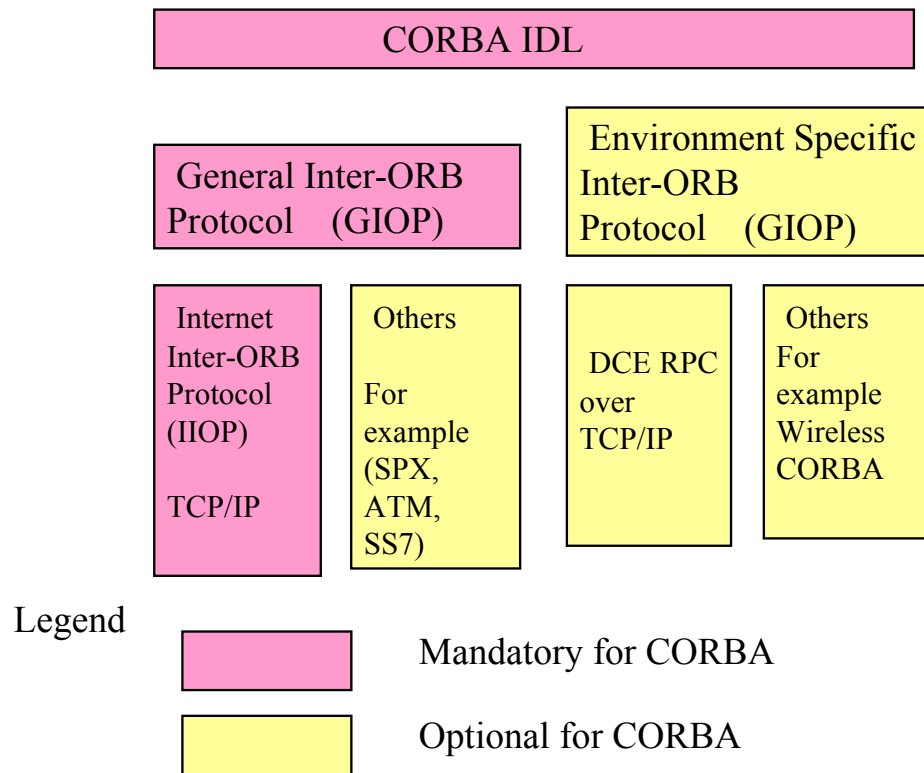 CORBA IDL
General Inter-ORB
Protocol (GIOP)
Environment Specific
Inter-ORB
Protocol (GIOP)
Internet
Inter-ORB
Protocol
(IIOP)
TCP/IP
Others
For
example
(SPX,
ATM,
SS7)
DCE RPC
over
TCP/IP
Others
For
example
Wireless
CORBA
Legend
Mandatory for CORBA
Optional for CORBA